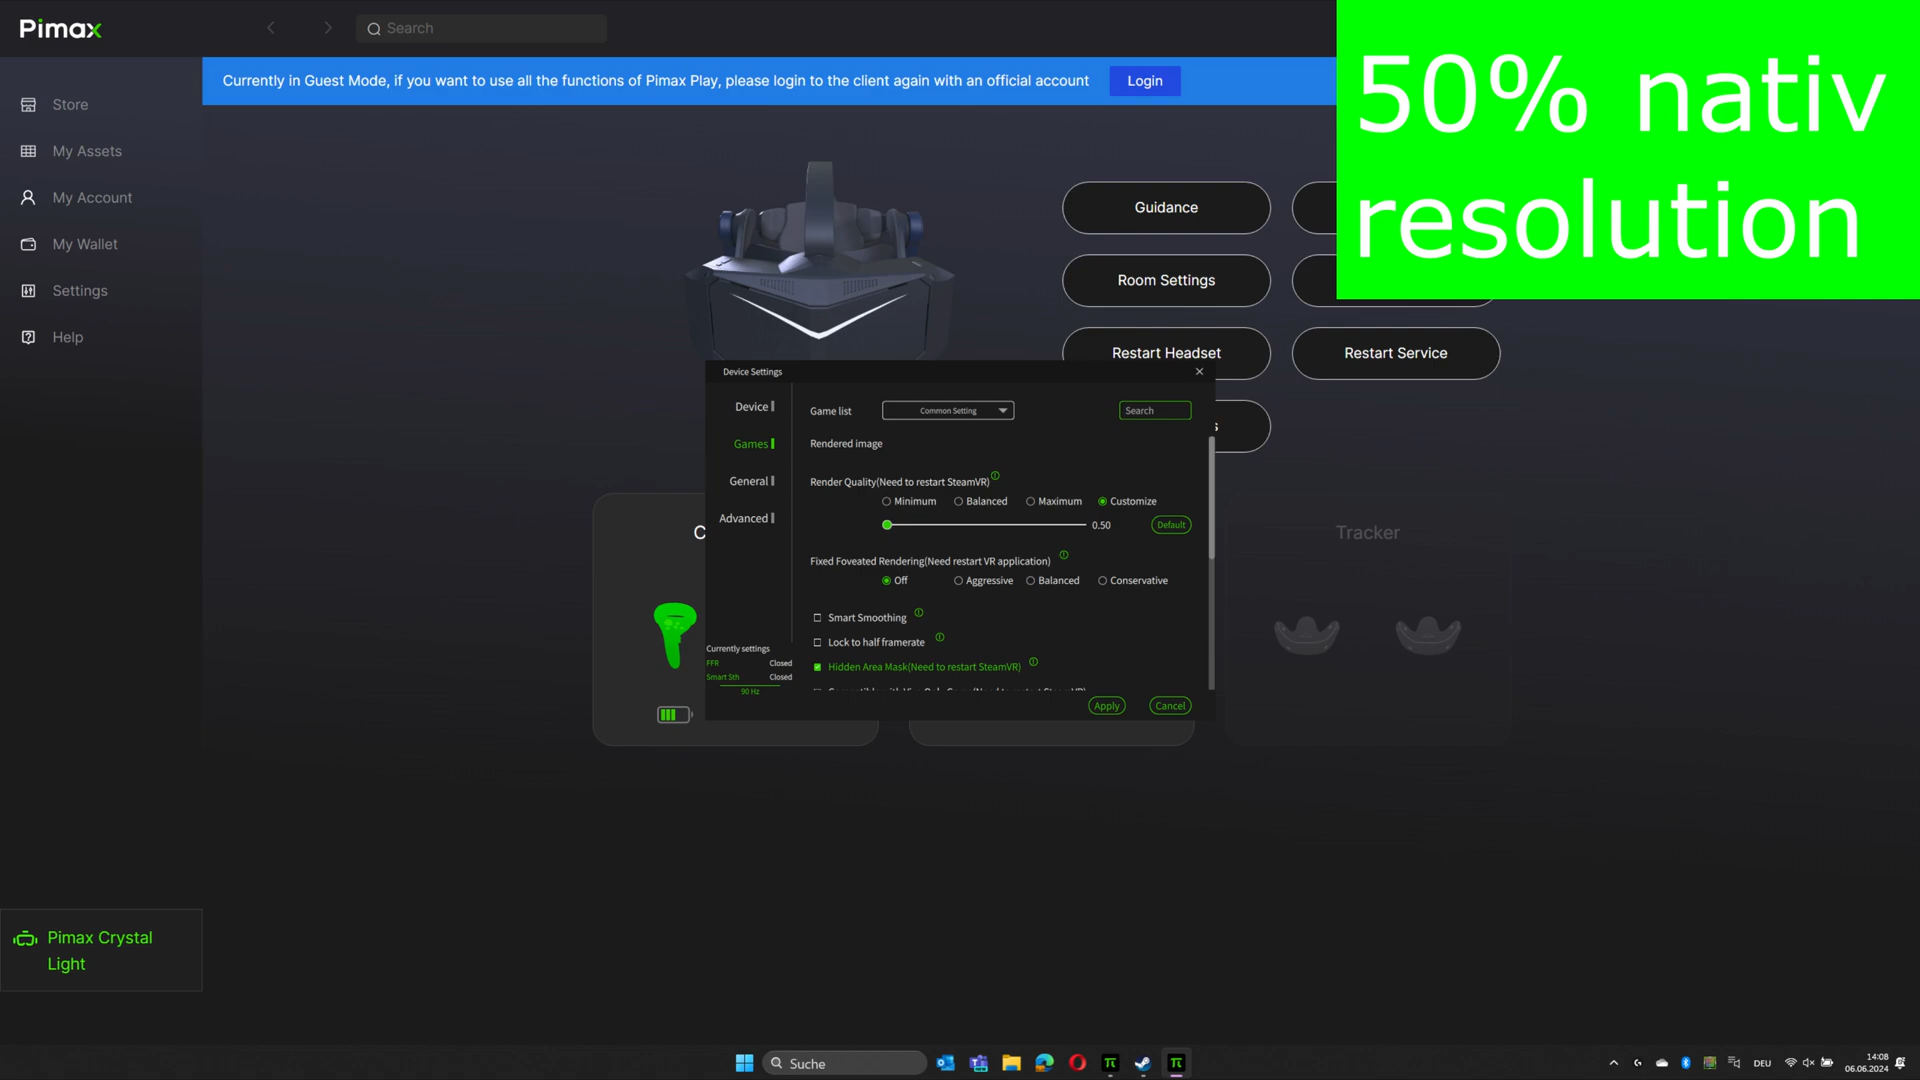 Pimax
Search
50% nativ
resolution
Currently in Guest Mode, if you want to use all the functions of Pimax Play, please login to the client again with an official account
Login
Store
My Assets
My Account
My Wallet
Settings
Help
Guidance
Room Settings
Restart Headset
Restart Service
Device Settings
Device
Games
General
Advanced
Game list
Common Setting
Search
Rendered image
Render Quality(Need to restart SteamVR)
Minimum
Balanced
Maximum
Customize
0.50
Default
Fixed Foveated Rendering(Need restart VR application)
Off
Aggressive
Balanced
Conservative
Smart Smoothing
Lock to half framerate
Hidden Area Mask(Need to restart SteamVR)
Currently settings
FFR Closed
Smart Sth Closed
90 Hz
Apply
Cancel
C
s
Tracker
Pimax Crystal
Light
Suche
DEU
14:08
06.06.2024